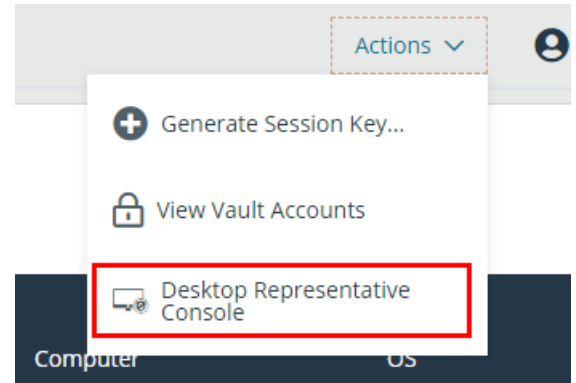 Actions
Generate Session Key...
View Vault Accounts
Desktop Representative
Console
Computer OS